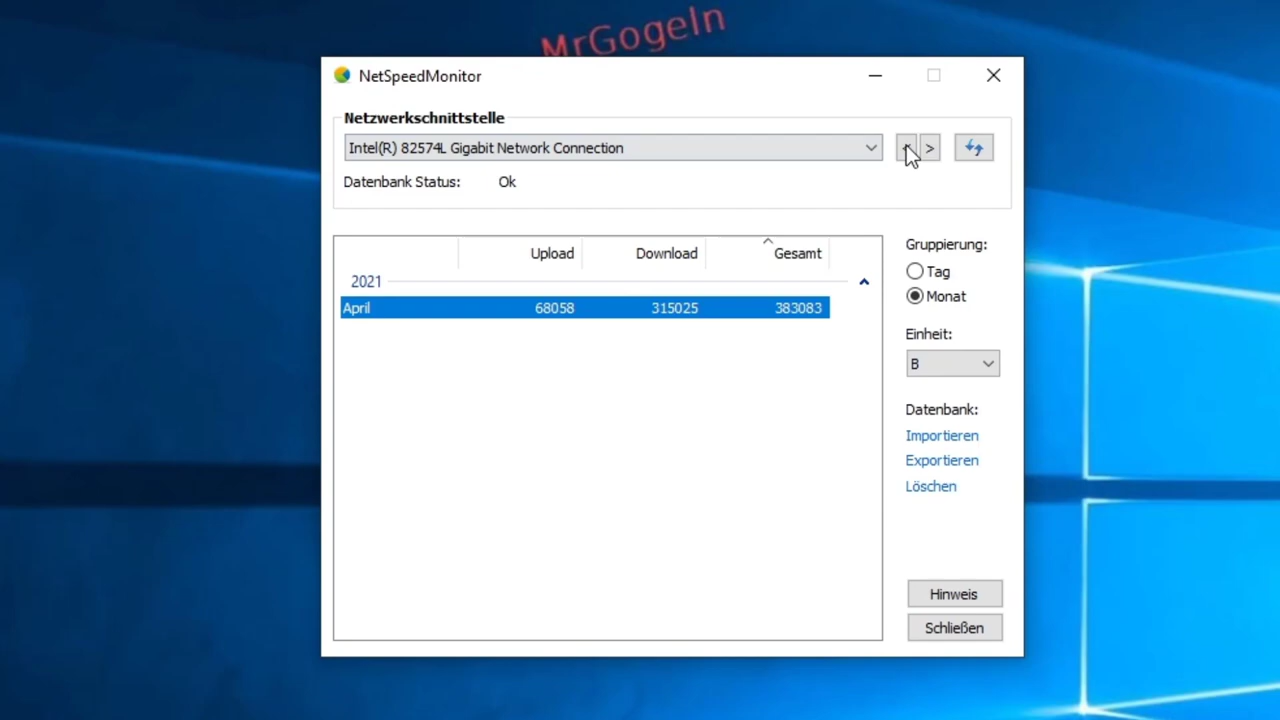 MrGogeln
NetSpeedMonitor
Netzwerkschnittstelle
Intel(R) 82574L Gigabit Network Connection
< >
Datenbank Status: Ok
Upload Download Gesamt
2021
April 68058 315025 383083
Gruppierung:
Tag
Monat
Einheit:
B
Datenbank:
Importieren
Exportieren
Löschen
Hinweis
Schließen